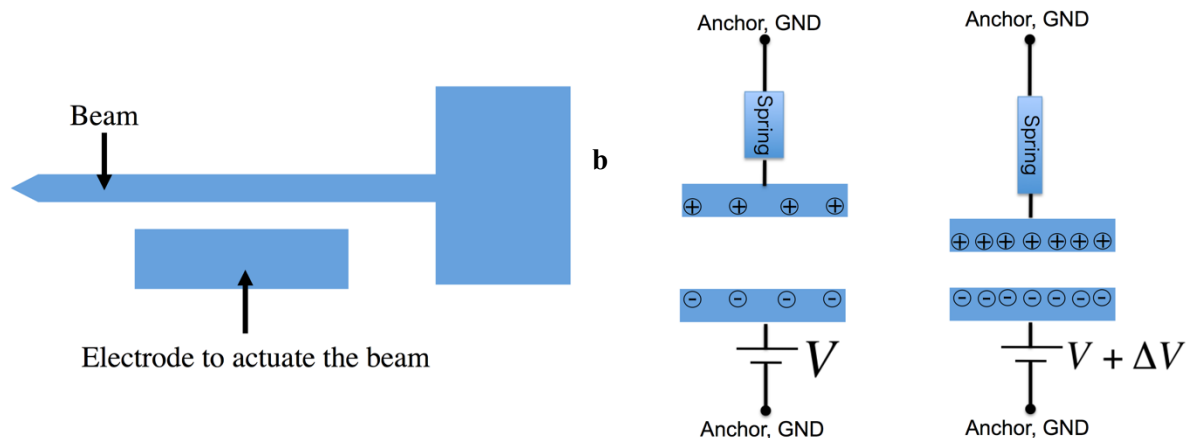 Beam
Electrode to actuate the beam
b
Anchor, GND
Spring
+ + + +
- - - -
V
Anchor, GND
Anchor, GND
Spring
+ + + + + + +
- - - - - - -
V + ΔV
Anchor, GND